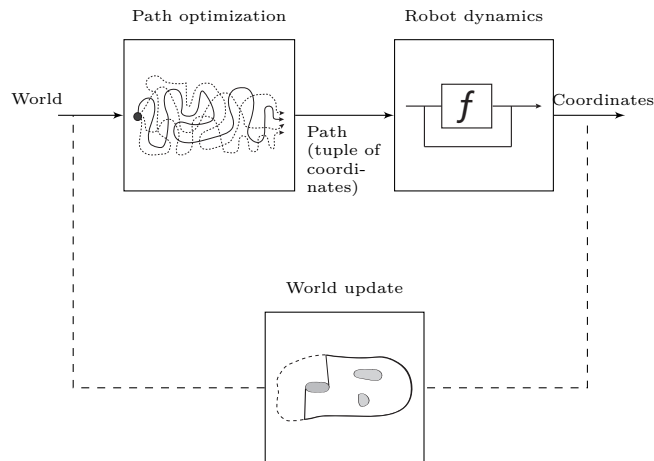 Path optimization
Robot dynamics
World
f
Coordinates
Path
(tuple of
coordi-
nates)
World update